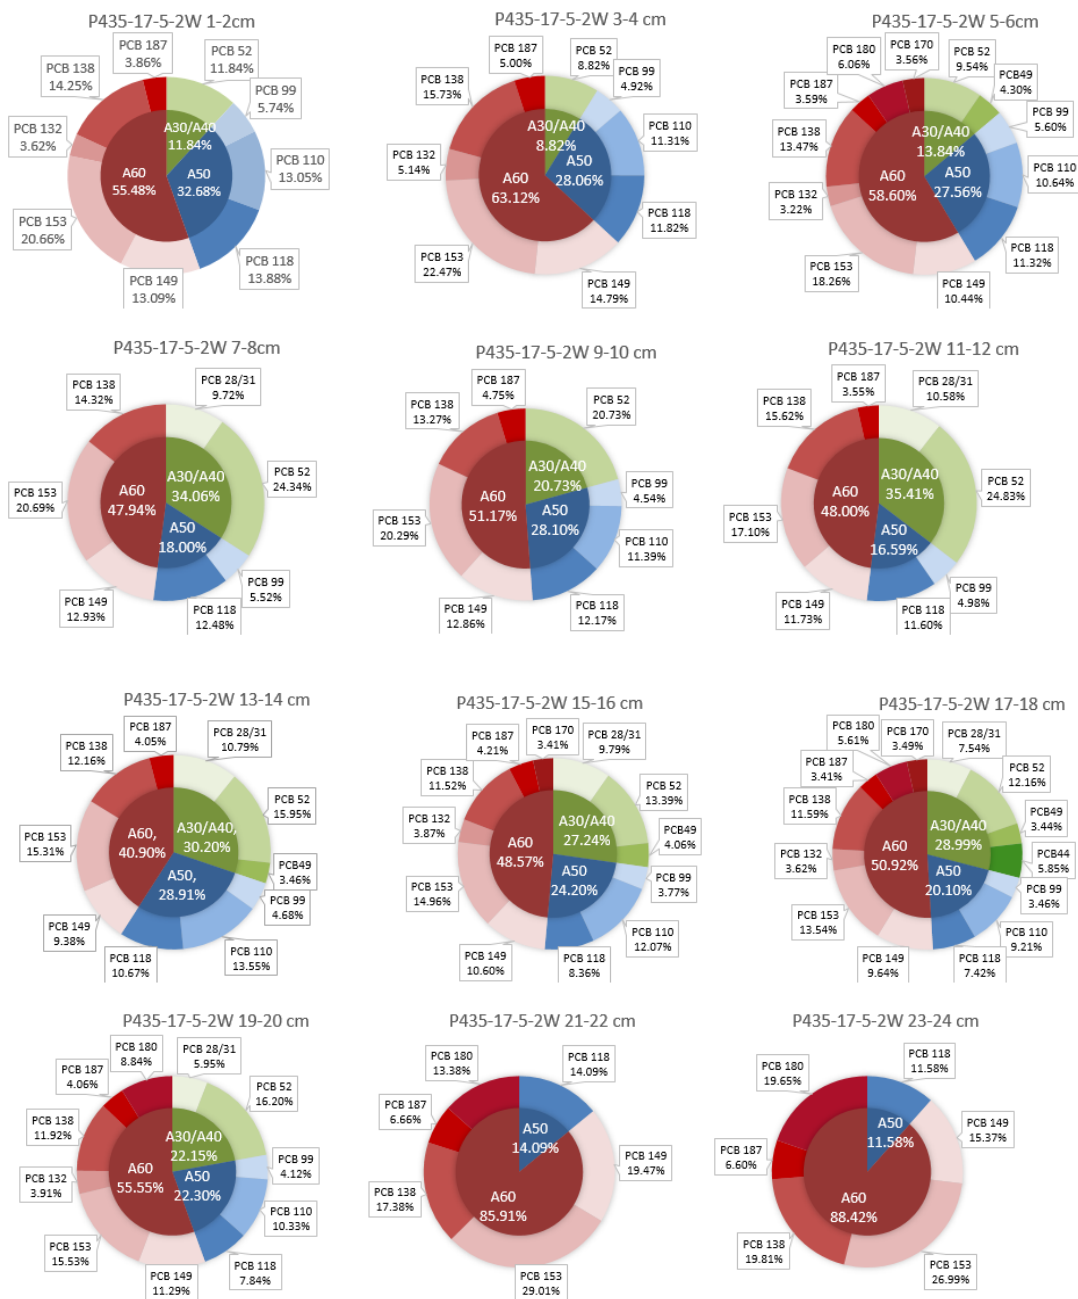 P435-17-5-2W 1-2cm
PCB 187
3.86%
PCB 52
11.84%
PCB 138
14.25%
PCB 99
5.74%
PCB 132
3.62%
A30/A40
11.84%
PCB 110
13.05%
A60
55.48%
A50
32.68%
PCB 153
20.66%
PCB 118
13.88%
PCB 149
13.09%
P435-17-5-2W 3-4 cm
PCB 187
5.00%
PCB 52
8.82%
PCB 138
15.73%
PCB 99
4.92%
PCB 110
11.31%
A30/A40
8.82%
PCB 132
5.14%
A60
63.12%
A50
28.06%
PCB 118
11.82%
PCB 153
22.47%
PCB 149
14.79%
P435-17-5-2W 5-6cm
PCB 180
6.06%
PCB 170
3.56%
PCB 52
9.54%
PCB49
4.30%
PCB 187
3.59%
PCB 99
5.60%
PCB 138
13.47%
A30/A40
13.84%
PCB 110
10.64%
PCB 132
3.22%
A60
58.60%
A50
27.56%
PCB 118
11.32%
PCB 153
18.26%
PCB 149
10.44%
P435-17-5-2W 7-8cm
PCB 138
14.32%
PCB 28/31
9.72%
PCB 52
24.34%
A30/A40
34.06%
A60
47.94%
PCB 153
20.69%
A50
18.00%
PCB 99
5.52%
PCB 149
12.93%
PCB 118
12.48%
P435-17-5-2W 9-10 cm
PCB 187
4.75%
PCB 52
20.73%
PCB 138
13.27%
A30/A40
20.73%
PCB 99
4.54%
A60
51.17%
A50
28.10%
PCB 153
20.29%
PCB 110
11.39%
PCB 149
12.86%
PCB 118
12.17%
P435-17-5-2W 11-12 cm
PCB 187
3.55%
PCB 28/31
10.58%
PCB 138
15.62%
PCB 52
24.83%
A30/A40
35.41%
A60
48.00%
PCB 153
17.10%
A50
16.59%
PCB 99
4.98%
PCB 149
11.73%
PCB 118
11.60%
P435-17-5-2W 13-14 cm
PCB 187
4.05%
PCB 28/31
10.79%
PCB 138
12.16%
PCB 52
15.95%
PCB 153
15.31%
A60,
40.90%
A30/A40,
30.20%
PCB49
3.46%
A50,
28.91%
PCB 99
4.68%
PCB 149
9.38%
PCB 118
10.67%
PCB 110
13.55%
P435-17-5-2W 15-16 cm
PCB 187
4.21%
PCB 170
3.41%
PCB 28/31
9.79%
PCB 138
11.52%
PCB 52
13.39%
PCB 132
3.87%
A60
48.57%
A30/A40
27.24%
PCB49
4.06%
A50
24.20%
PCB 99
3.77%
PCB 153
14.96%
PCB 110
12.07%
PCB 149
10.60%
PCB 118
8.36%
P435-17-5-2W 17-18 cm
PCB 180
5.61%
PCB 170
3.49%
PCB 28/31
7.54%
PCB 187
3.41%
PCB 52
12.16%
PCB 138
11.59%
PCB49
3.44%
A30/A40
28.99%
PCB 132
3.62%
A60
50.92%
PCB44
5.85%
A50
20.10%
PCB 99
3.46%
PCB 153
13.54%
PCB 110
9.21%
PCB 149
9.64%
PCB 118
7.42%
P435-17-5-2W 19-20 cm
PCB 180
8.84%
PCB 28/31
5.95%
PCB 187
4.06%
PCB 52
16.20%
PCB 138
11.92%
A30/A40
22.15%
PCB 132
3.91%
A60
55.55%
A50
22.30%
PCB 99
4.12%
PCB 110
10.33%
PCB 153
15.53%
PCB 149
11.29%
PCB 118
7.84%
P435-17-5-2W 21-22 cm
PCB 180
13.38%
PCB 118
14.09%
PCB 187
6.66%
A50
14.09%
PCB 149
19.47%
PCB 138
17.38%
A60
85.91%
PCB 153
29.01%
P435-17-5-2W 23-24 cm
PCB 180
19.65%
PCB 118
11.58%
A50
11.58%
PCB 149
15.37%
PCB 187
6.60%
A60
88.42%
PCB 138
19.81%
PCB 153
26.99%